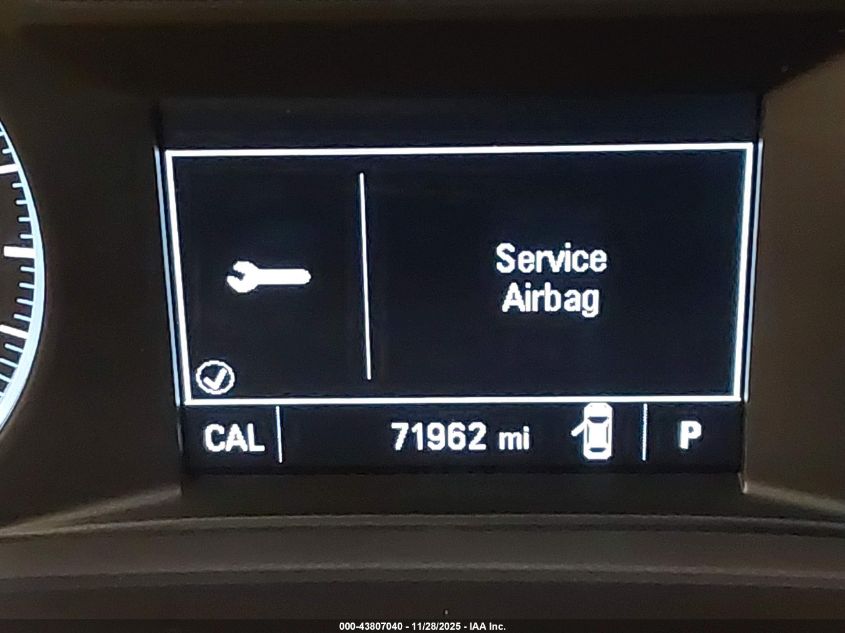 Service
Airbag
CAL
71962 mi
P
000-43807040 - 11/28/2025 - IAA Inc.